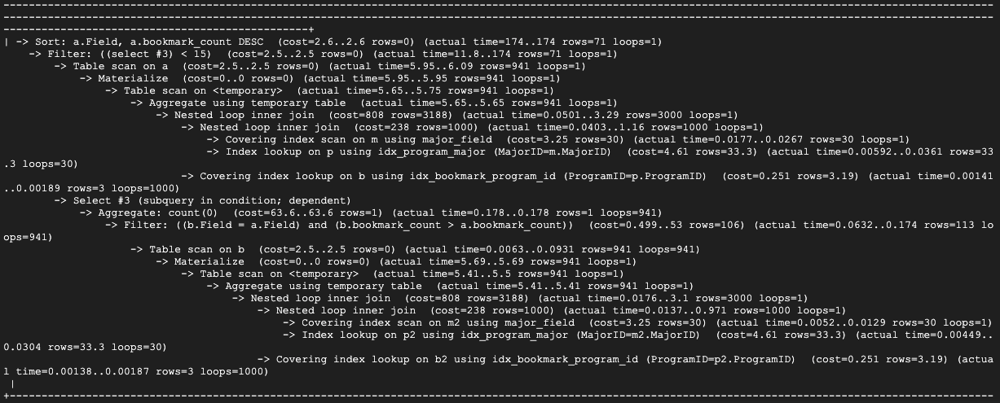 | -> Sort: a.Field, a.bookmark_count DESC  (cost=2.6..2.6 rows=0) (actual time=174..174 rows=71 loops=1)
    -> Filter: ((select #3) < 15)  (cost=2.5..2.5 rows=0) (actual time=11.8..174 rows=71 loops=1)
        -> Table scan on a  (cost=2.5..2.5 rows=0) (actual time=5.95..6.09 rows=941 loops=1)
            -> Materialize  (cost=0..0 rows=0) (actual time=5.95..5.95 rows=941 loops=1)
                -> Table scan on <temporary>  (actual time=5.65..5.75 rows=941 loops=1)
                    -> Aggregate using temporary table  (actual time=5.65..5.65 rows=941 loops=1)
                        -> Nested loop inner join  (cost=808 rows=3188) (actual time=0.0501..3.29 rows=3000 loops=1)
                            -> Nested loop inner join  (cost=238 rows=1000) (actual time=0.0403..1.16 rows=1000 loops=1)
                                -> Covering index scan on m using major_field  (cost=3.25 rows=30) (actual time=0.0177..0.0267 rows=30 loops=1)
                                -> Index lookup on p using idx_program_major (MajorID=m.MajorID)  (cost=4.61 rows=33.3) (actual time=0.00592..0.0361 rows=33
.3 loops=30)
                            -> Covering index lookup on b using idx_bookmark_program_id (ProgramID=p.ProgramID)  (cost=0.251 rows=3.19) (actual time=0.00141
..0.00189 rows=3 loops=1000)
        -> Select #3 (subquery in condition; dependent)
            -> Aggregate: count(0)  (cost=63.6..63.6 rows=1) (actual time=0.178..0.178 rows=1 loops=941)
                -> Filter: ((b.Field = a.Field) and (b.bookmark_count > a.bookmark_count))  (cost=0.499..53 rows=106) (actual time=0.0632..0.174 rows=113 lo
ops=941)
                    -> Table scan on b  (cost=2.5..2.5 rows=0) (actual time=0.0063..0.0931 rows=941 loops=941)
                        -> Materialize  (cost=0..0 rows=0) (actual time=5.69..5.69 rows=941 loops=1)
                            -> Table scan on <temporary>  (actual time=5.41..5.5 rows=941 loops=1)
                                -> Aggregate using temporary table  (actual time=5.41..5.41 rows=941 loops=1)
                                    -> Nested loop inner join  (cost=808 rows=3188) (actual time=0.0176..3.1 rows=3000 loops=1)
                                        -> Nested loop inner join  (cost=238 rows=1000) (actual time=0.0137..0.971 rows=1000 loops=1)
                                            -> Covering index scan on m2 using major_field  (cost=3.25 rows=30) (actual time=0.0052..0.0129 rows=30 loops=1)
                                            -> Index lookup on p2 using idx_program_major (MajorID=m2.MajorID)  (cost=4.61 rows=33.3) (actual time=0.00449..
0.0304 rows=33.3 loops=30)
                                        -> Covering index lookup on b2 using idx_bookmark_program_id (ProgramID=p2.ProgramID)  (cost=0.251 rows=3.19) (actua
l time=0.00138..0.00187 rows=3 loops=1000)
 |